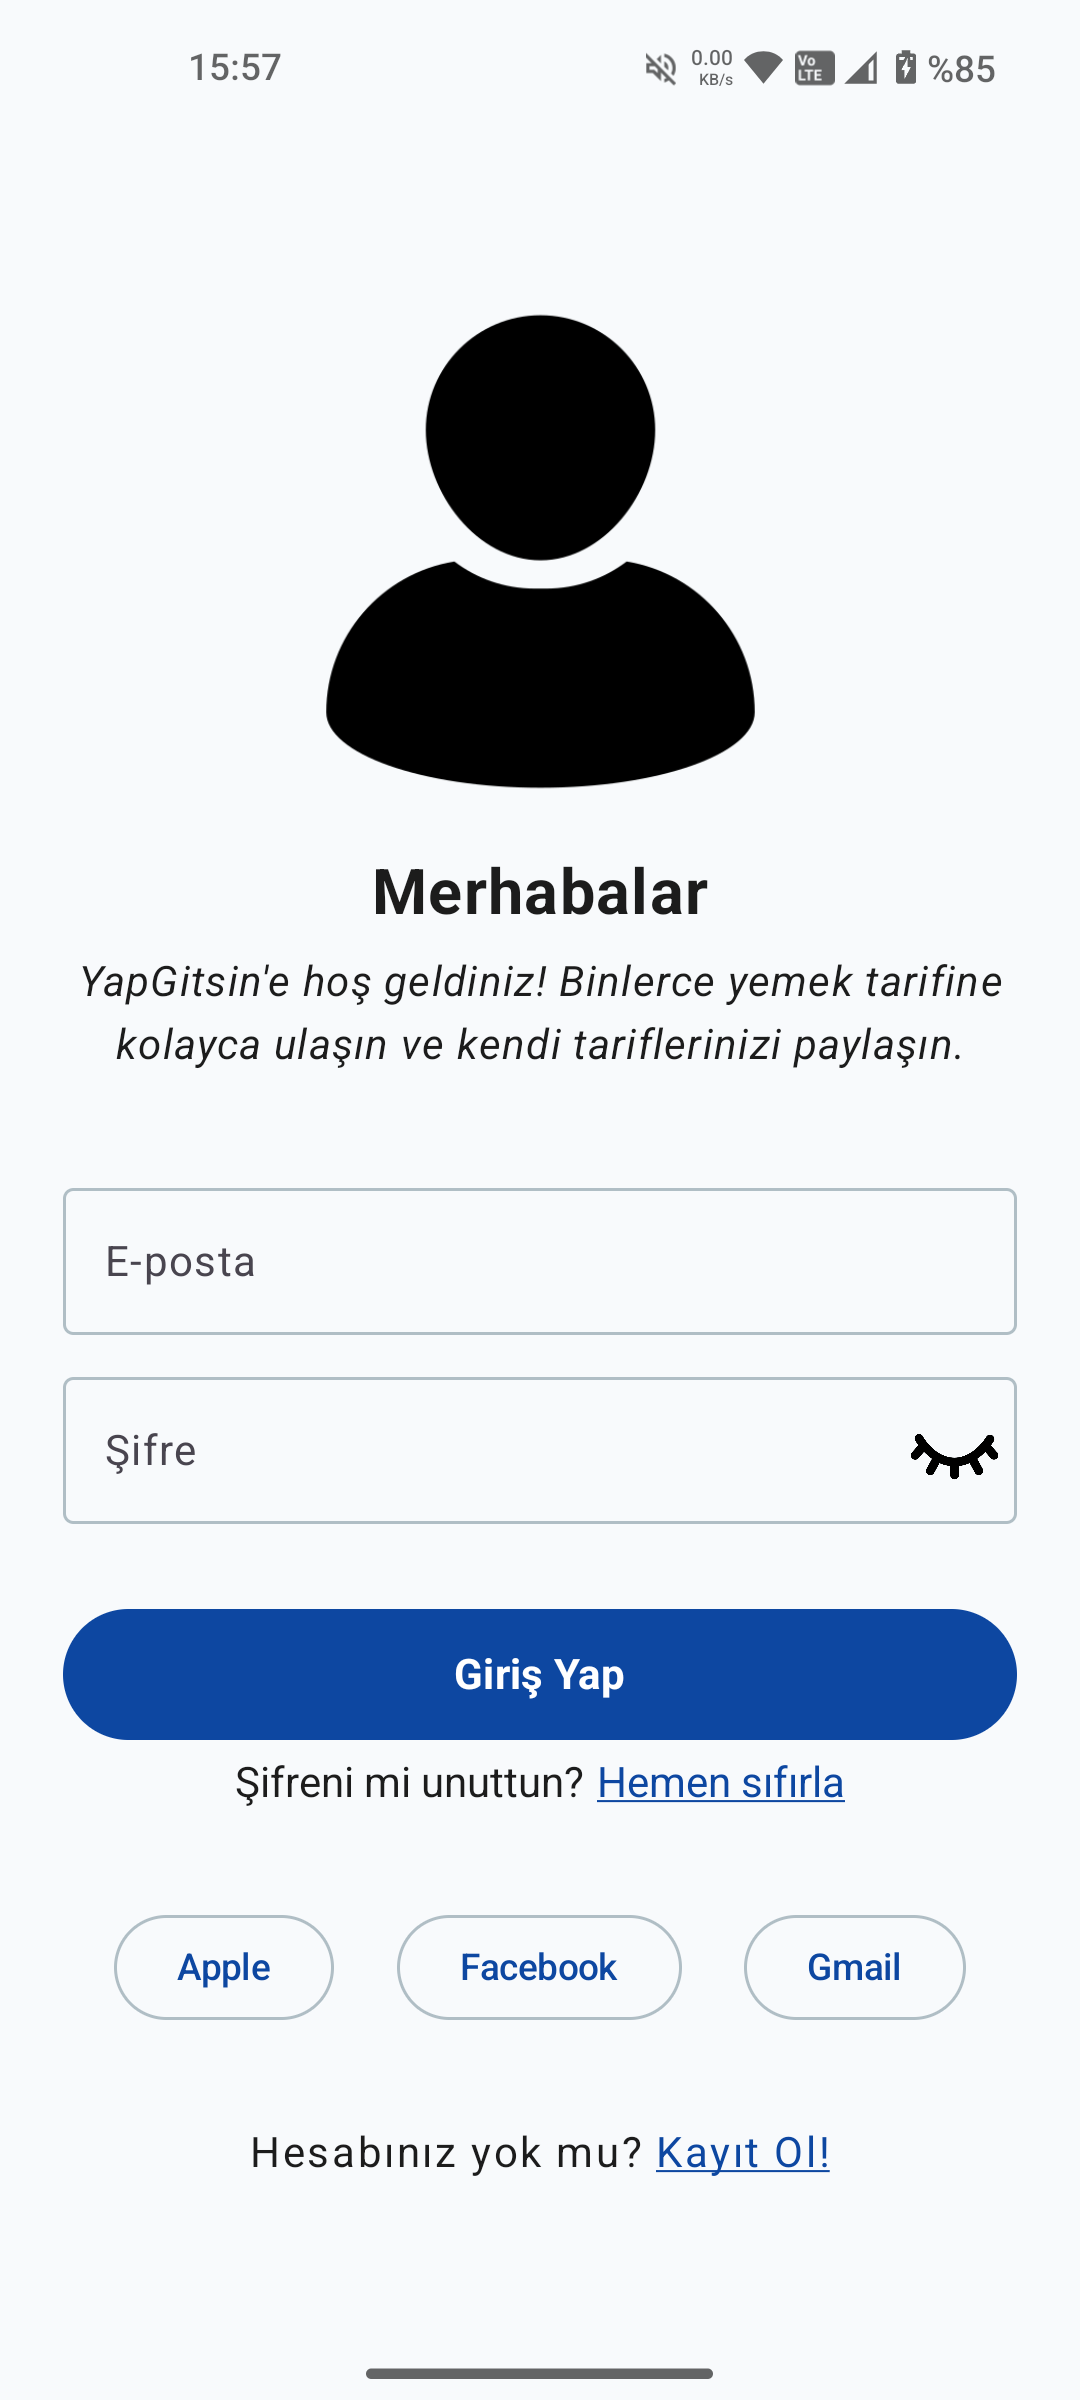 15:57
0.00
KB/s
Vo
LTE
%85
Merhabalar
YapGitsin'e hoş geldiniz! Binlerce yemek tarifine
kolayca ulaşın ve kendi tariflerinizi paylaşın.
E-posta
Şifre
Giriş Yap
Şifreni mi unuttun? Hemen sıfırla
Apple
Facebook
Gmail
Hesabınız yok mu? Kayıt Ol!